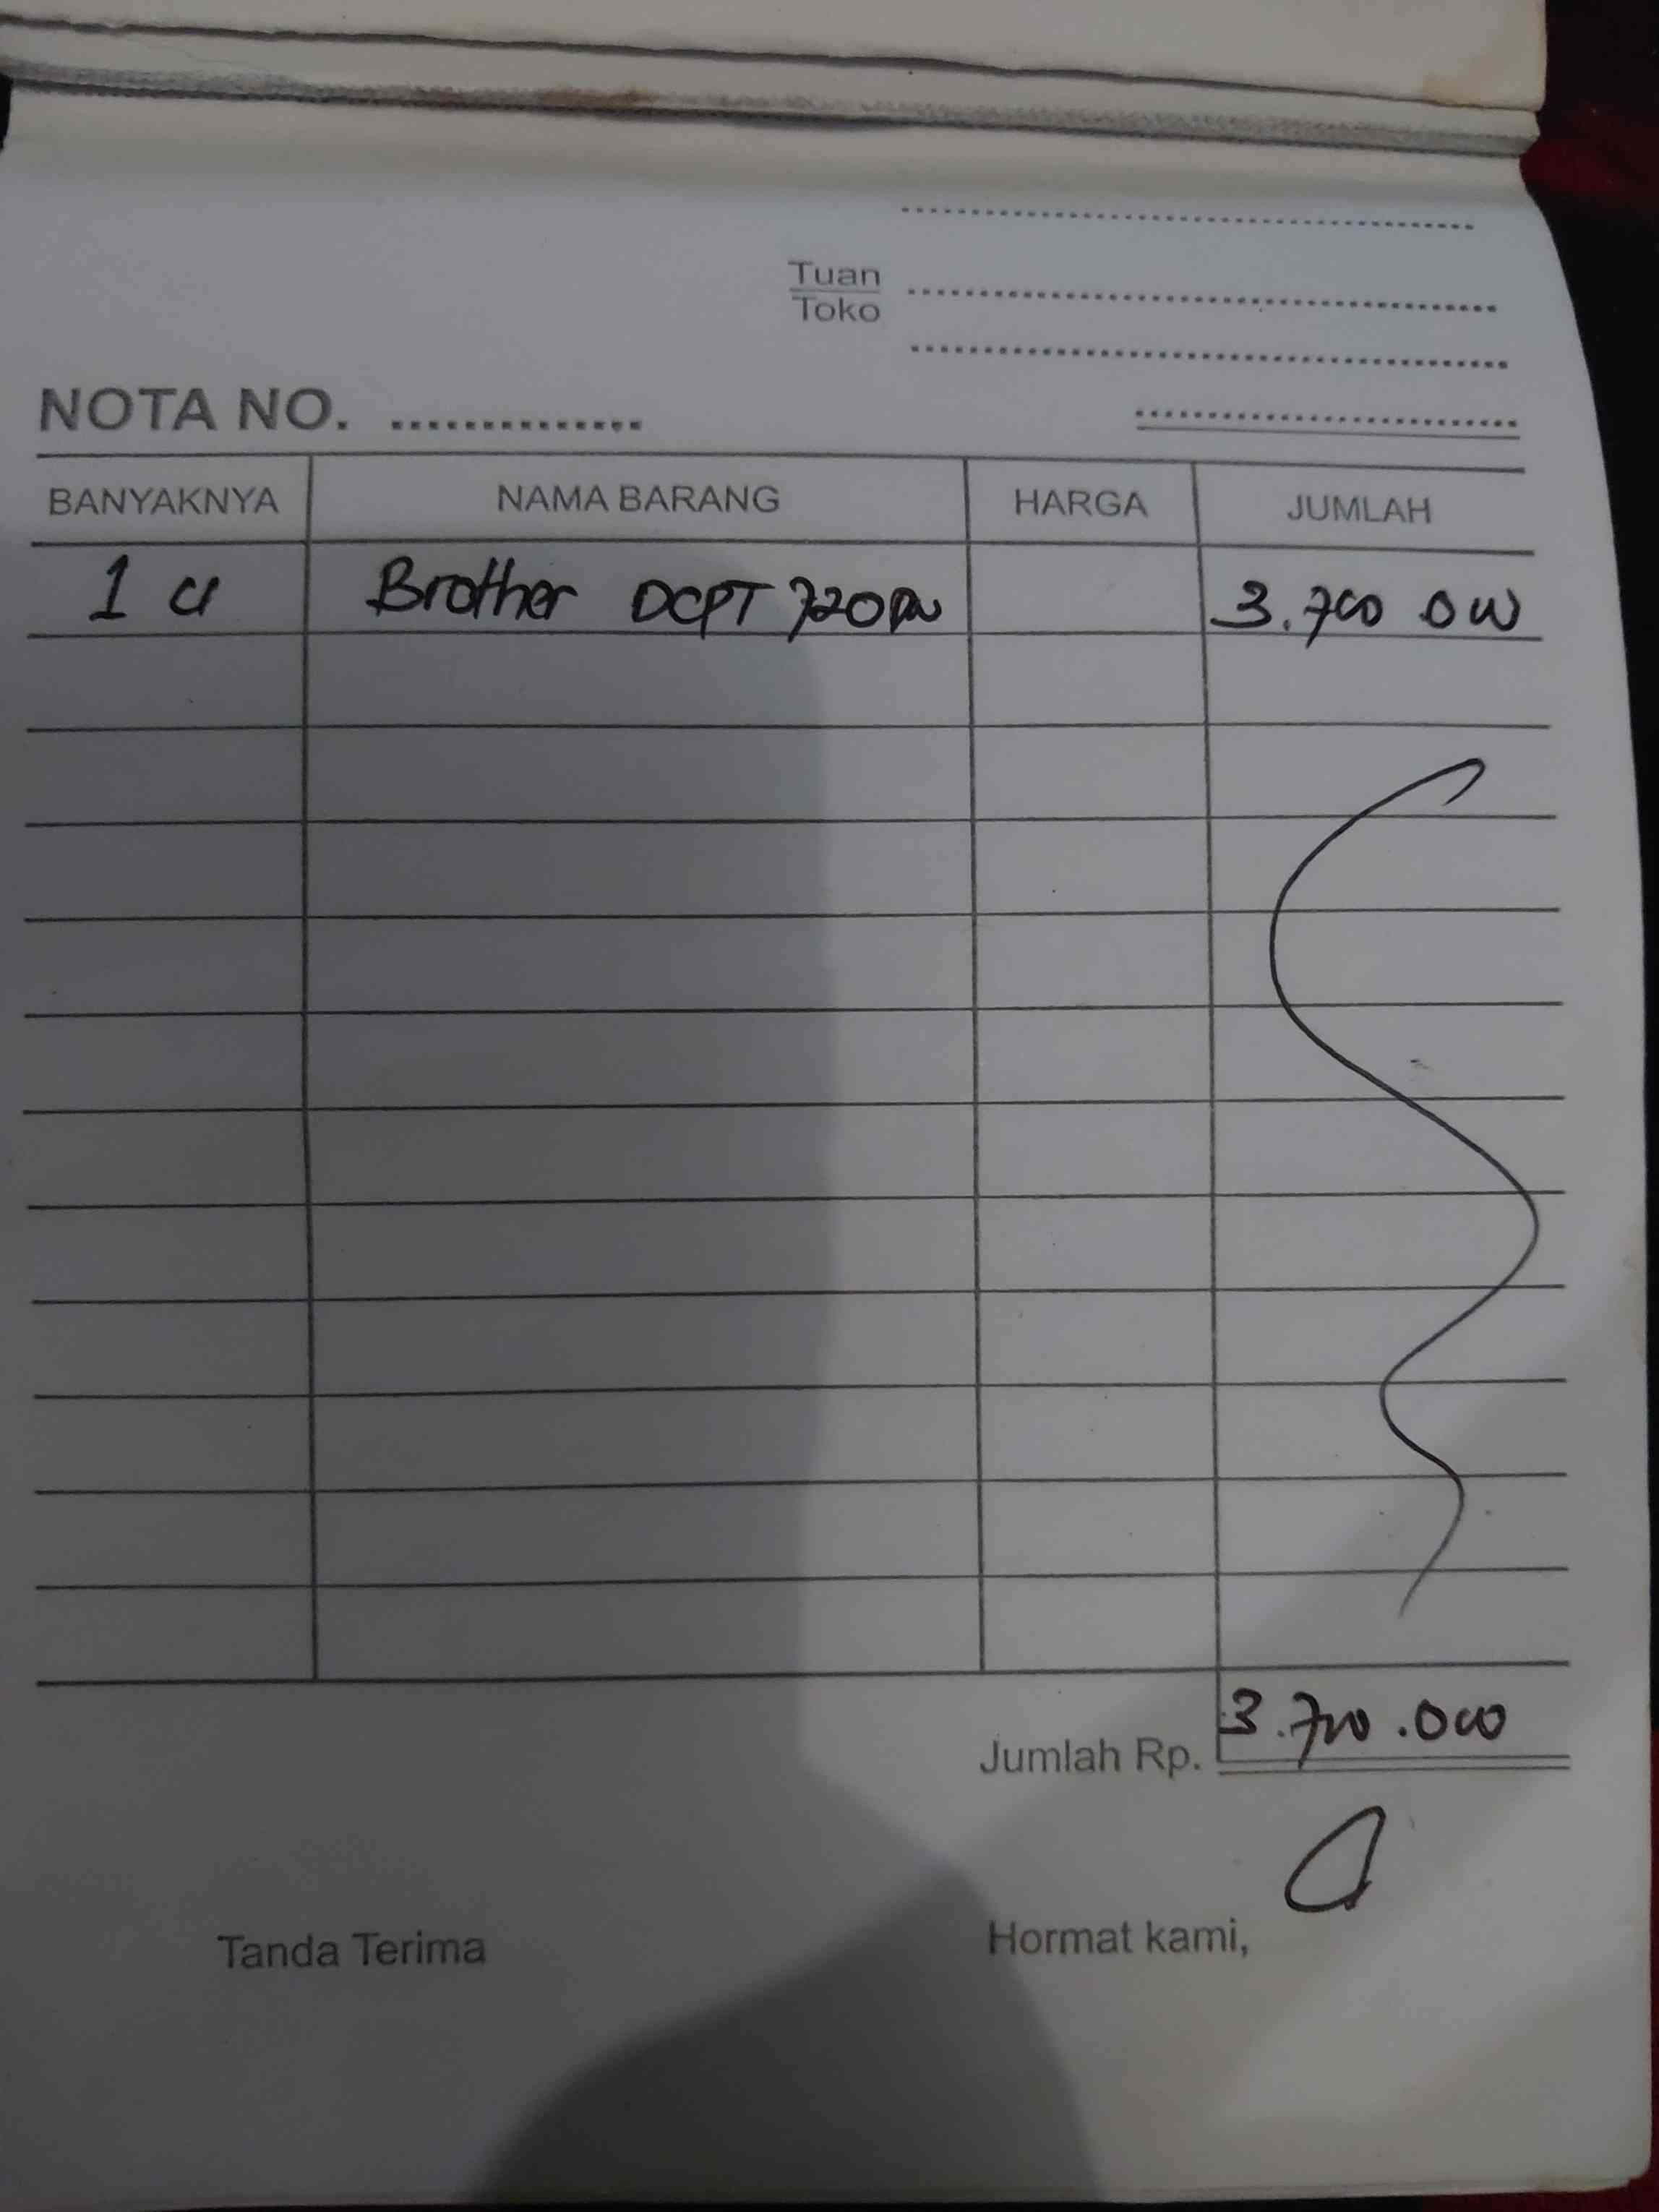 Tuan
Toko
NOTA NO. ..............
BANYAKNYA NAMA BARANG HARGA JUMLAH
1 Brother DCPT 720DW 3.700 000
Jumlah Rp. 3.700.000
Tanda Terima Hormat kami,